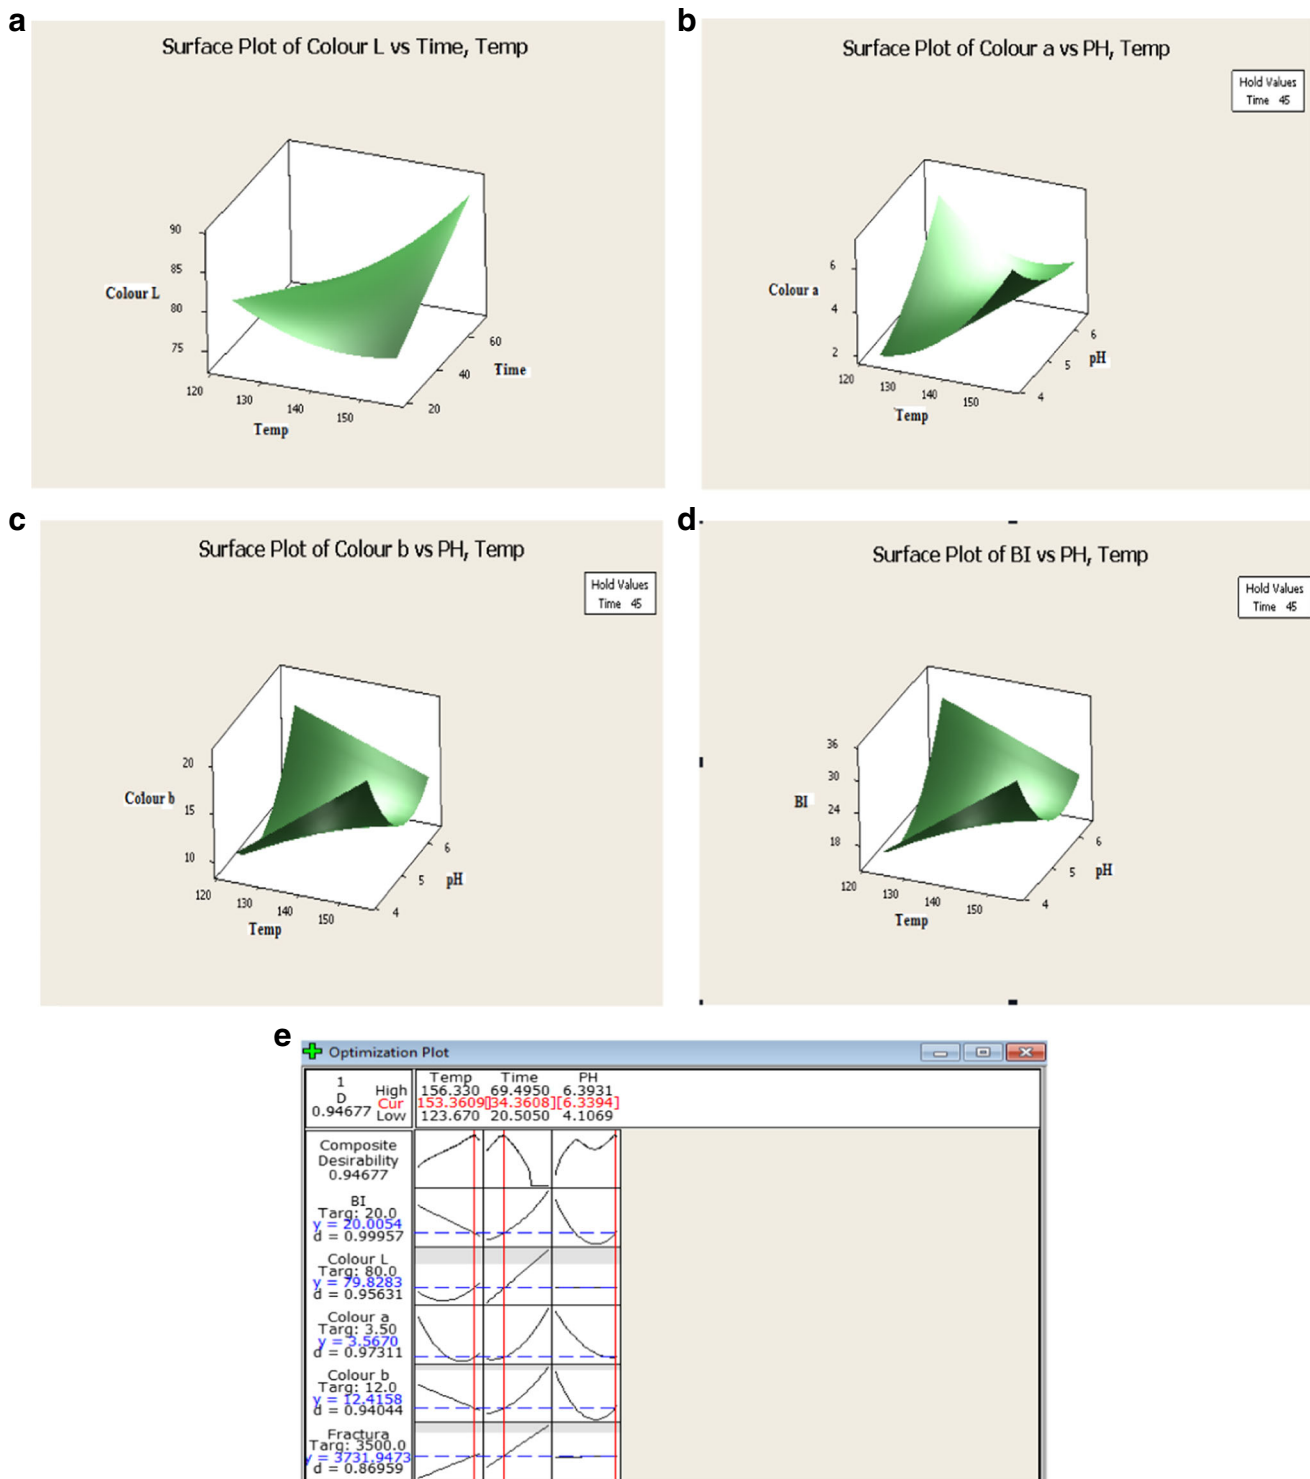 a
Surface Plot of Colour L vs Time, Temp
90
85
Colour L
80
75
120
130
140
150
Temp
20
40
60
Time
b
Surface Plot of Colour a vs PH, Temp
Hold Values
Time 45
6
Colour a
4
2
120
130
140
150
Temp
4
5
6
pH
c
Surface Plot of Colour b vs PH, Temp
Hold Values
Time 45
20
Colour b
15
10
120
130
140
150
Temp
4
5
6
pH
d
Surface Plot of BI vs PH, Temp
Hold Values
Time 45
36
30
BI
24
18
120
130
140
150
Temp
4
5
6
pH
e
Optimization Plot
1
D
0.94677
High
Cur
Low
Temp Time PH
156.330 69.4950 6.3931
153.3609][34.3608][6.3394]
123.670 20.5050 4.1069
Composite
Desirability
0.94677
BI
Targ: 20.0
y = 20.0054
d = 0.99957
Colour L
Targ: 80.0
y = 79.8283
d = 0.95631
Colour a
Targ: 3.50
y = 3.5670
d = 0.97311
Colour b
Targ: 12.0
y = 12.4158
d = 0.94044
Fractura
Targ: 3500.0
y = 3731.9473
d = 0.86959